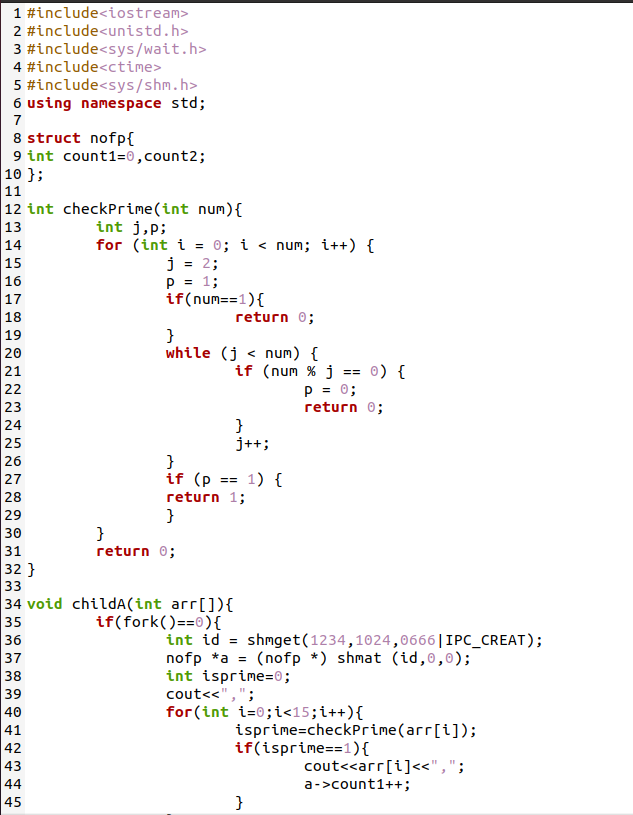 1 #include<iostream>
2 #include<unistd.h>
3 #include<sys/wait.h>
4 #include<ctime>
5 #include<sys/shm.h>
6 using namespace std;
7
8 struct nofp{
9 int count1=0,count2;
10 };
11
12 int checkPrime(int num){
13         int j,p;
14         for (int i = 0; i < num; i++) {
15                 j = 2;
16                 p = 1;
17                 if(num==1){
18                         return 0;
19                 }
20                 while (j < num) {
21                         if (num % j == 0) {
22                                 p = 0;
23                                 return 0;
24                         }
25                         j++;
26                 }
27                 if (p == 1) {
28                 return 1;
29                 }
30         }
31         return 0;
32 }
33
34 void childA(int arr[]){
35         if(fork()==0){
36                 int id = shmget(1234,1024,0666|IPC_CREAT);
37                 nofp *a = (nofp *) shmat (id,0,0);
38                 int isprime=0;
39                 cout<<",";
40                 for(int i=0;i<15;i++){
41                         isprime=checkPrime(arr[i]);
42                         if(isprime==1){
43                                 cout<<arr[i]<<",";
44                                 a->count1++;
45                         }